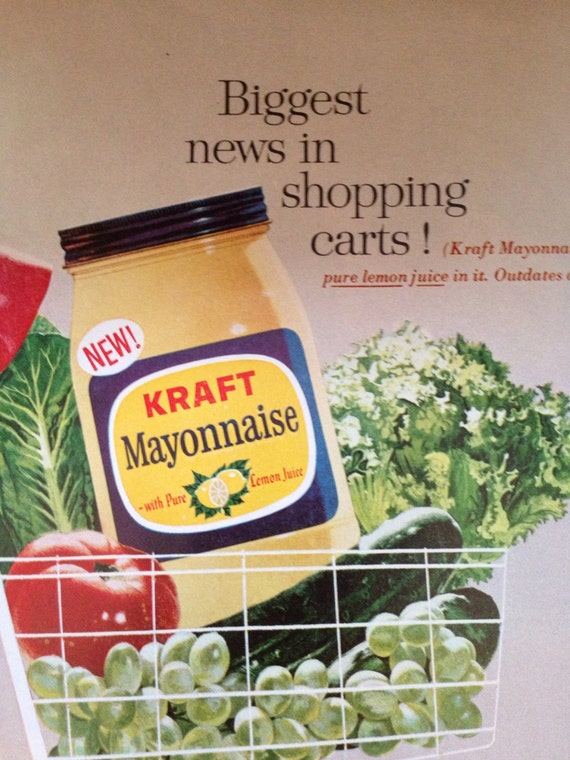 Biggest
news in
shopping
carts!
(Kraft Mayonna
pure lemon juice in it. Outdates
NEW!
KRAFT
Mayonnaise
-with Pure Lemon Juice